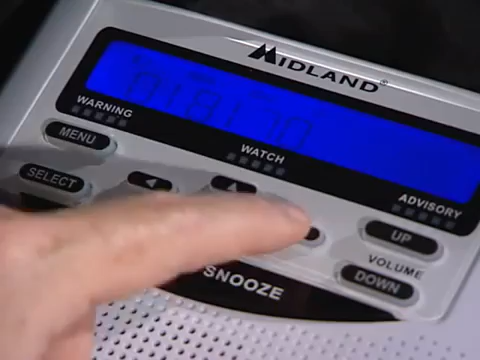 MIDLAND®
WARNING
WATCH
ADVISORY
MENU
SELECT
UP
VOLUME
DOWN
SNOOZE